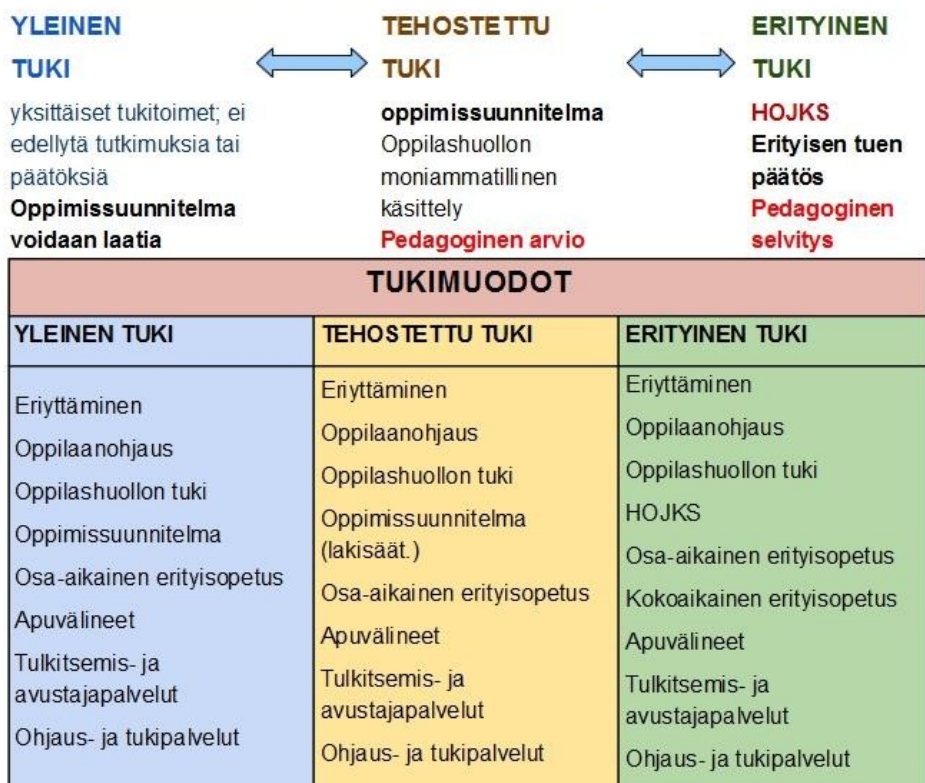 YLEINEN
TUKI
yksittäiset tukitoimet; ei
edellytä tutkimuksia tai
päätöksiä
Oppimissuunnitelma
voidaan laatia
TEHOSTETTU
TUKI
oppimissuunnitelma
Oppilashuollon
moniammatillinen
käsittely
Pedagoginen arvio
ERITYINEN
TUKI
HOJKS
Erityisen tuen
päätös
Pedagoginen
selvitys
TUKIMUODOT
YLEINEN TUKI
Eriyttäminen
Oppilaanohjaus
Oppilashuollon tuki
Oppimissuunnitelma
Osa-aikainen erityisopetus
Apuvälineet
Tulkitsemis- ja
avustajapalvelut
Ohjaus- ja tukipalvelut
TEHOSTETTU TUKI
Eriyttäminen
Oppilaanohjaus
Oppilashuollon tuki
Oppimissuunnitelma
(lakisäät.)
Osa-aikainen erityisopetus
Apuvälineet
Tulkitsemis- ja
avustajapalvelut
Ohjaus- ja tukipalvelut
ERITYINEN TUKI
Eriyttäminen
Oppilaanohjaus
Oppilashuollon tuki
HOJKS
Osa-aikainen erityisopetus
Kokoaikainen erityisopetus
Apuvälineet
Tulkitsemis- ja
avustajapalvelut
Ohjaus- ja tukipalvelut